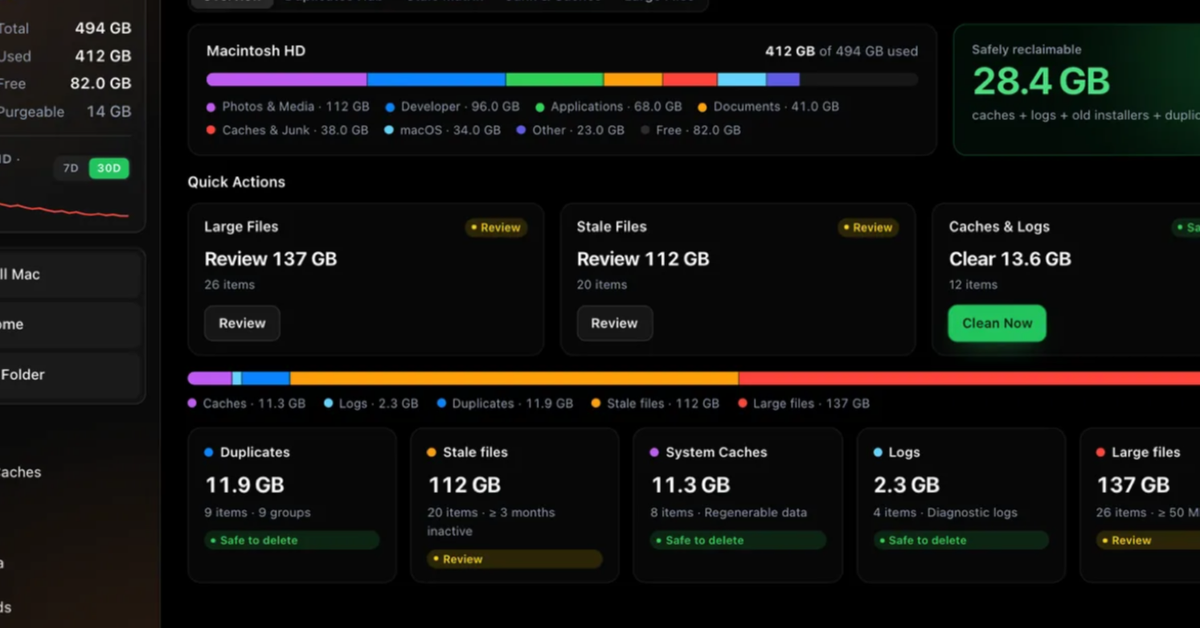 Total 494 GB
Used 412 GB
Free 82.0 GB
Purgeable 14 GB
7D 30D
Folder
Macintosh HD
412 GB of 494 GB used
Photos & Media · 112 GB Developer · 96.0 GB Applications · 68.0 GB Documents · 41.0 GB
Caches & Junk · 38.0 GB macOS · 34.0 GB Other · 23.0 GB Free · 82.0 GB
Safely reclaimable
28.4 GB
caches + logs + old installers +
Quick Actions
Large Files
Review
Review 137 GB
26 items
Review
Stale Files
Review
Review 112 GB
20 items
Review
Caches & Logs
Clear 13.6 GB
12 items
Clean Now
Caches · 11.3 GB Logs · 2.3 GB Duplicates · 11.9 GB Stale files · 112 GB Large files · 137 GB
Duplicates
11.9 GB
9 items · 9 groups
Safe to delete
Stale files
112 GB
20 items · ≥ 3 months
inactive
Review
System Caches
11.3 GB
8 items · Regenerable data
Safe to delete
Logs
2.3 GB
4 items · Diagnostic logs
Safe to delete
Large files
137 GB
26 items · ≥ 50
Review